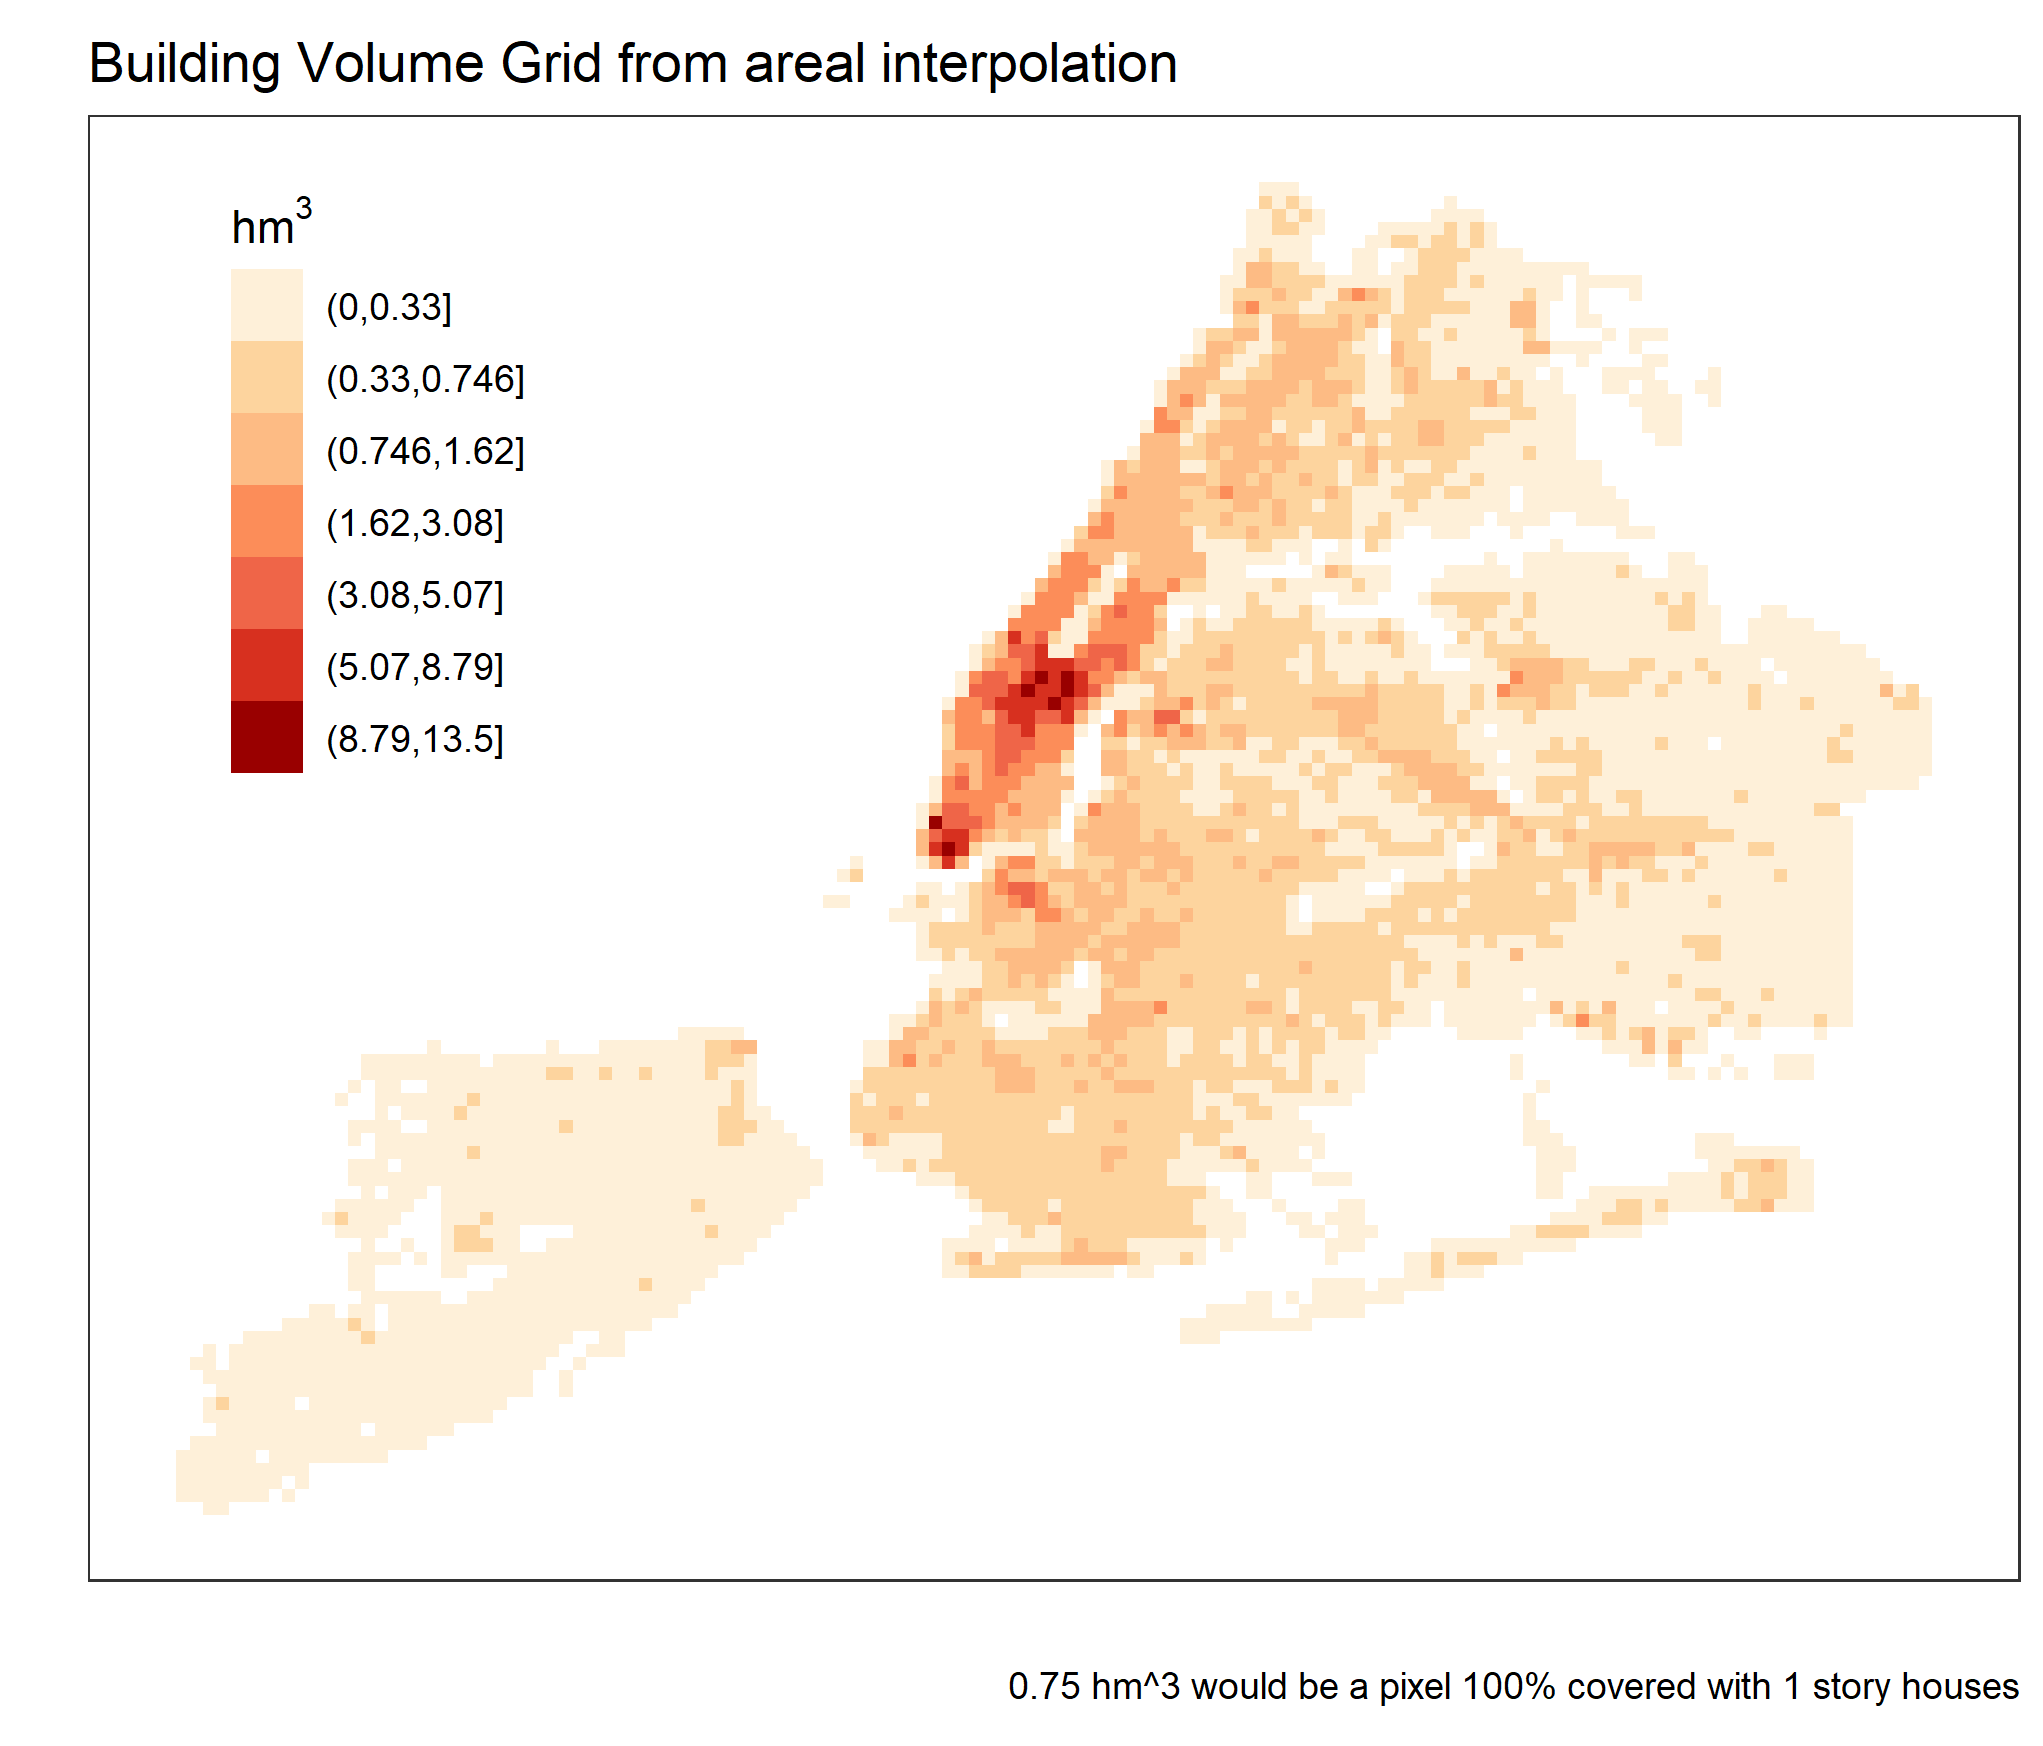 Building Volume Grid from areal interpolation
hm³
(0,0.33]
(0.33,0.746]
(0.746,1.62]
(1.62,3.08]
(3.08,5.07]
(5.07,8.79]
(8.79,13.5]
0.75 hm^3 would be a pixel 100% covered with 1 story houses